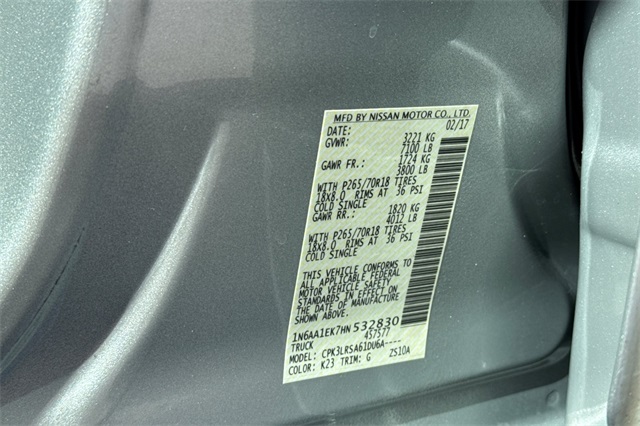 MFD BY NISSAN MOTOR CO., LTD.
DATE: 02/17
GVWR: 3221 KG
7100 LB
GAWR FR.: 1724 KG
3800 LB
WITH P265/70R18 TIRES
18X8.0 RIMS AT 36 PSI
COLD SINGLE
GAWR RR.: 1820 KG
4012 LB
WITH P265/70R18 TIRES
18X8.0 RIMS AT 36 PSI
COLD SINGLE
THIS VEHICLE CONFORMS TO
ALL APPLICABLE FEDERAL
MOTOR VEHICLE SAFETY
STANDARDS IN EFFECT ON
THE DATE OF MANUFACTURE
SHOWN ABOVE.
1N6AA1EK7HN532830
TRUCK 457577
MODEL: CPK3LRSA61DU6A----
COLOR: K23 TRIM: G ZS10A